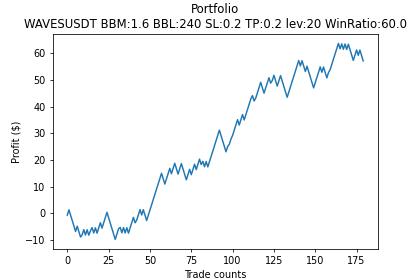 Portfolio
WAVESUSDT BBM:1.6 BBL:240 SL:0.2 TP:0.2 lev:20 WinRatio:60.0
60
50
40
30
20
10
0
−10
Profit ($)
0 25 50 75 100 125 150 175
Trade counts